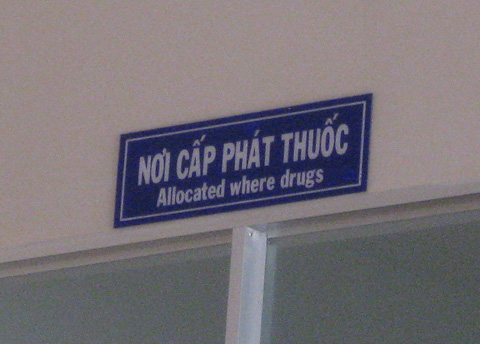 NƠI CẤP PHÁT THUỐC
Allocated where drugs